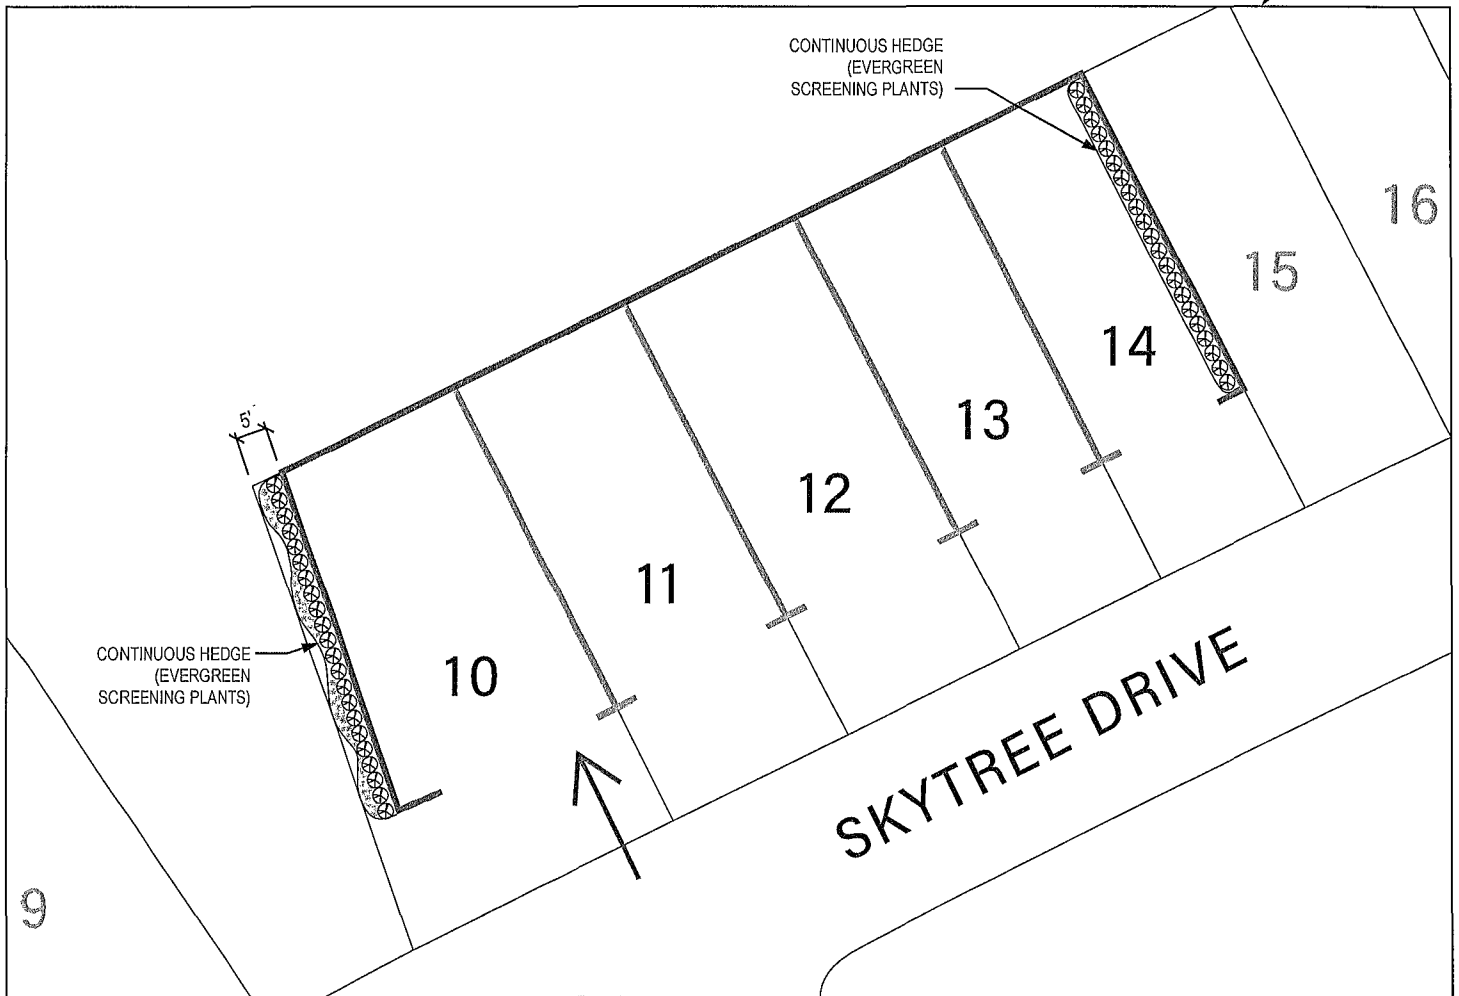 CONTINUOUS HEDGE
(EVERGREEN
SCREENING PLANTS)
16
15
14
13
5'
12
11
CONTINUOUS HEDGE
(EVERGREEN
SCREENING PLANTS)
10
SKYTREE DRIVE
9